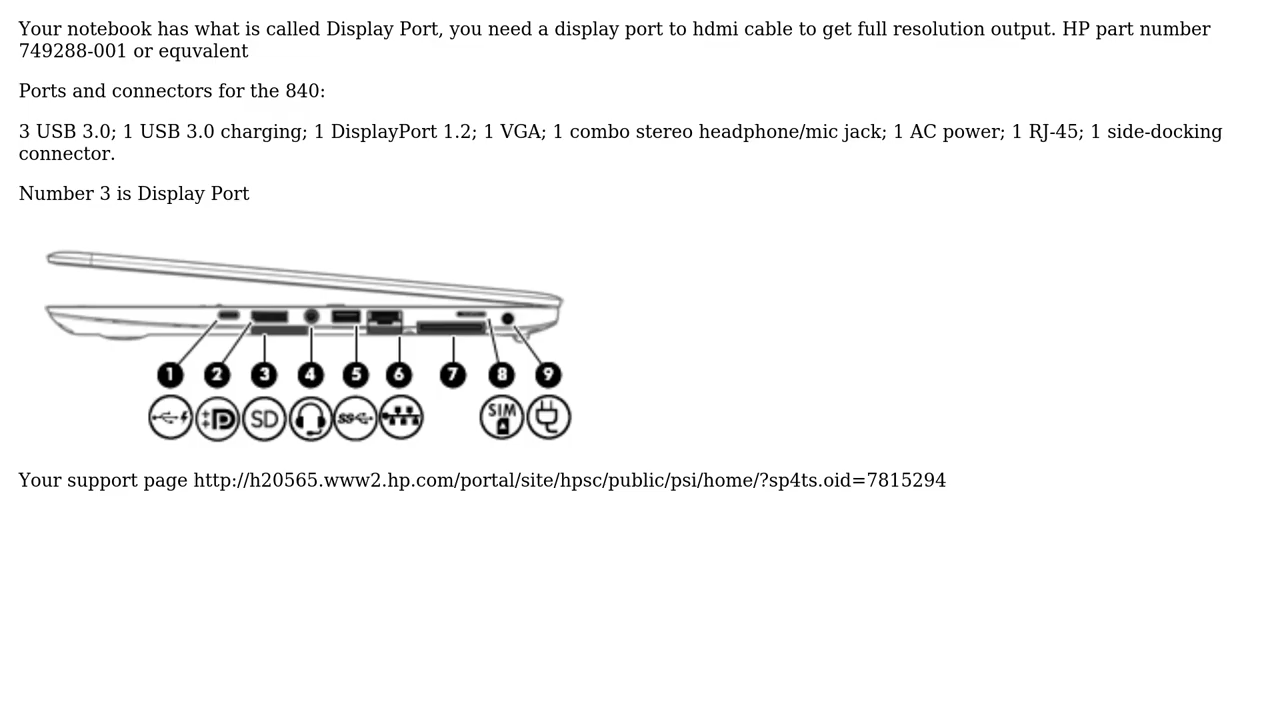 Your notebook has what is called Display Port, you need a display port to hdmi cable to get full resolution output. HP part number
749288-001 or equvalent
Ports and connectors for the 840:
3 USB 3.0; 1 USB 3.0 charging; 1 DisplayPort 1.2; 1 VGA; 1 combo stereo headphone/mic jack; 1 AC power; 1 RJ-45; 1 side-docking
connector.
Number 3 is Display Port
1 2 3 4 5 6 7 8 9
D SD SS SIM
Your support page http://h20565.www2.hp.com/portal/site/hpsc/public/psi/home/?sp4ts.oid=7815294